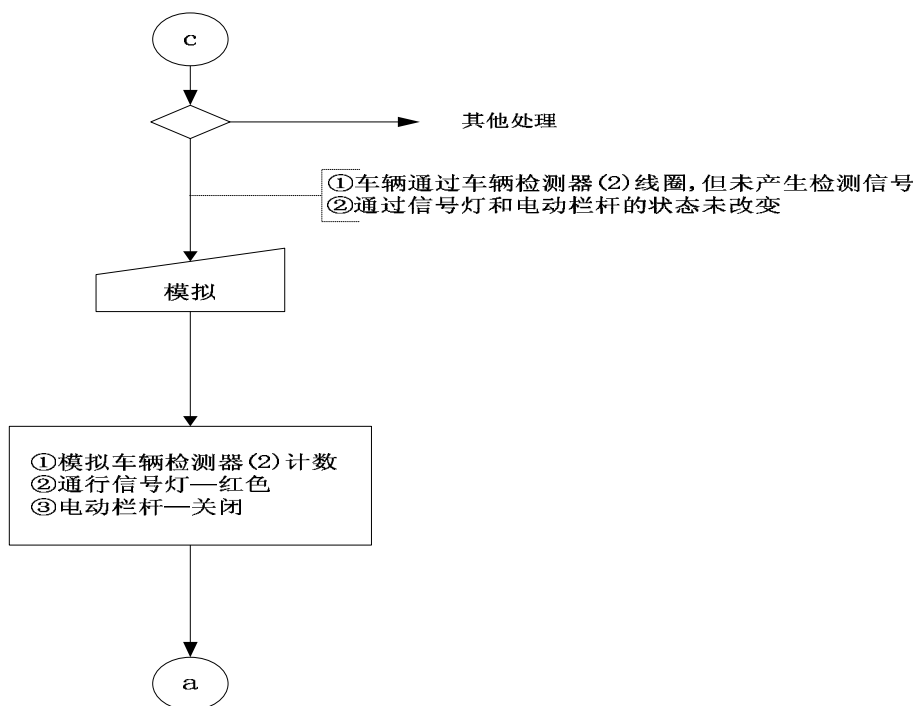 c
其他处理
①车辆通过车辆检测器(2)线圈,但未产生检测信号
②通过信号灯和电动栏杆的状态未改变
模拟
①模拟车辆检测器(2)计数
②通行信号灯—红色
③电动栏杆—关闭
a